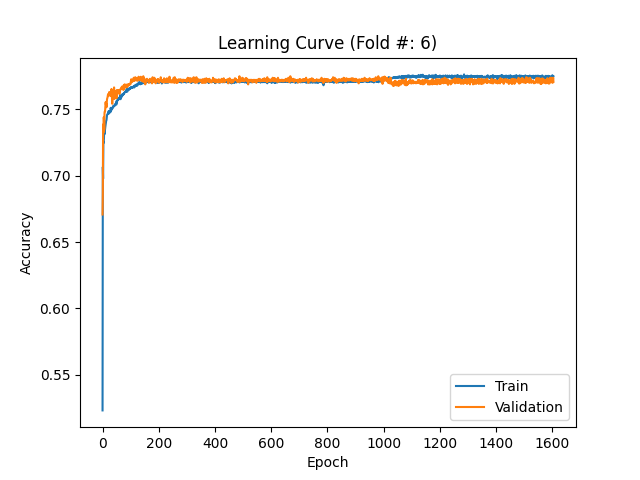 Learning Curve (Fold #: 6)
Accuracy
0.75
0.70
0.65
0.60
0.55
Train
Validation
0 200 400 600 800 1000 1200 1400 1600
Epoch